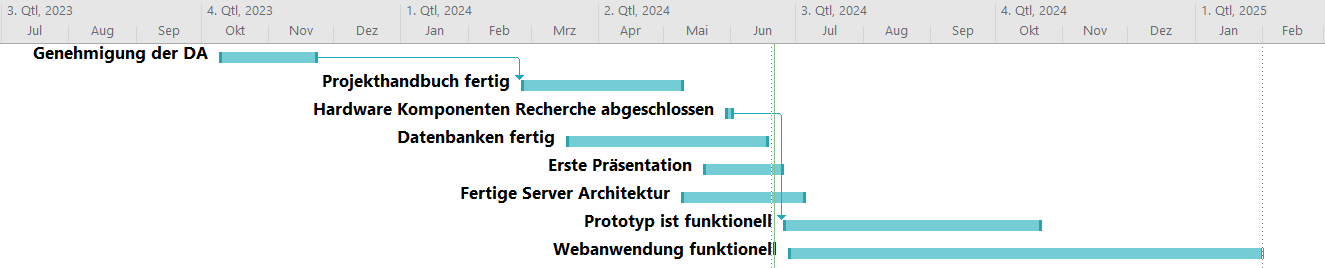 3. Qtl, 2023 4. Qtl, 2023 1. Qtl, 2024 2. Qtl, 2024 3. Qtl, 2024 4. Qtl, 2024 1. Qtl, 2025
Jul Aug Sep Okt Nov Dez Jan Feb Mrz Apr Mai Jun Jul Aug Sep Okt Nov Dez Jan Feb
Genehmigung der DA
Projekthandbuch fertig
Hardware Komponenten Recherche abgeschlossen
Datenbanken fertig
Erste Präsentation
Fertige Server Architektur
Prototyp ist funktionell
Webanwendung funktionell